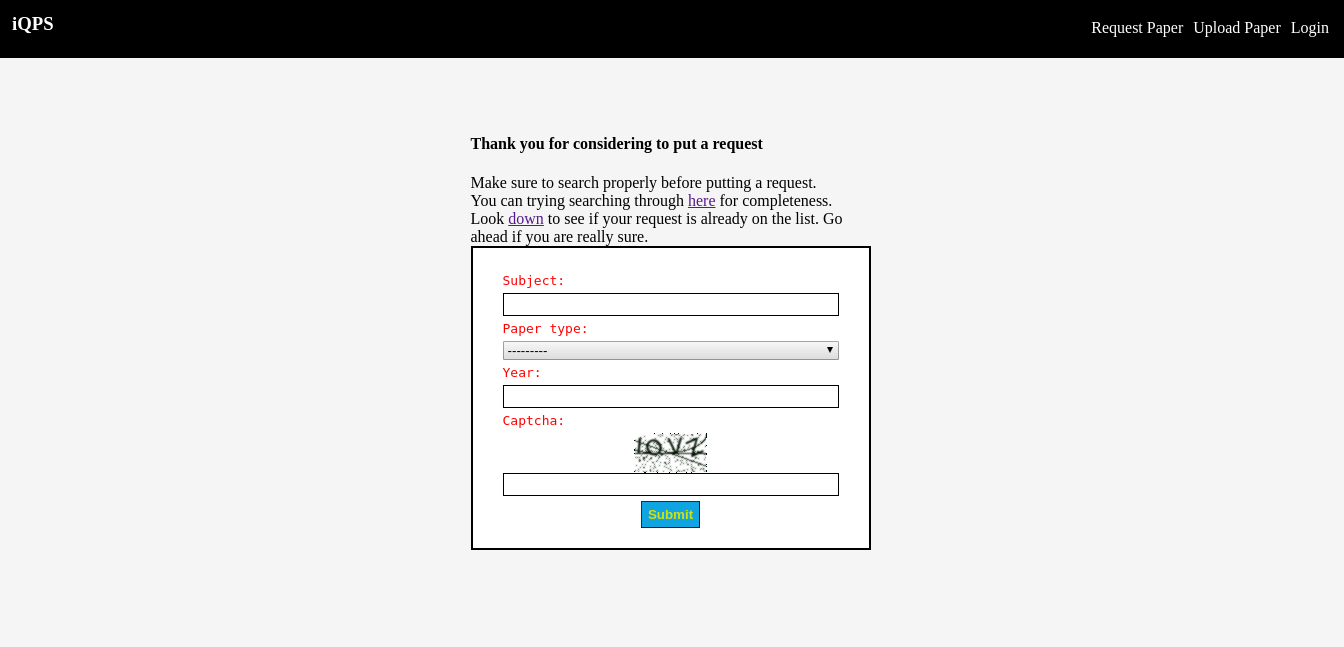 iQPS
Request Paper Upload Paper Login
Thank you for considering to put a request
Make sure to search properly before putting a request.
You can trying searching through here for completeness.
Look down to see if your request is already on the list. Go
ahead if you are really sure.
Subject:
Paper type:
---------
Year:
Captcha:
Submit